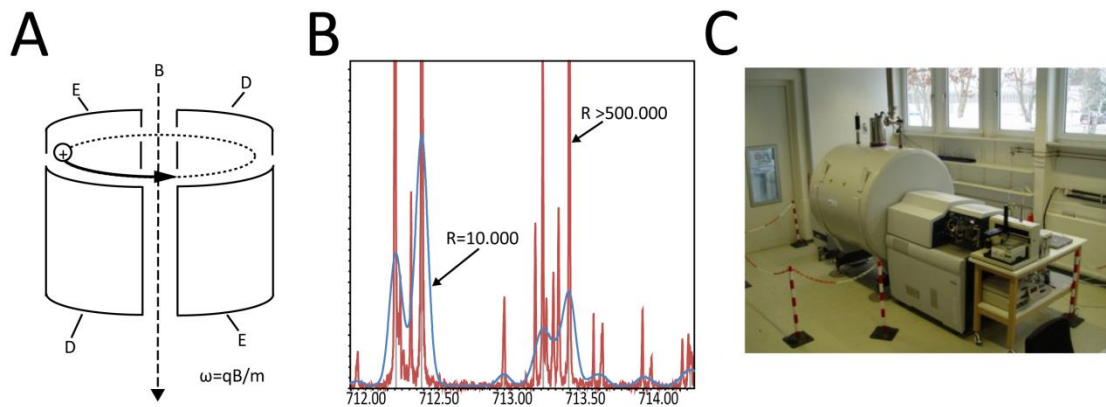 A
B
E
D
D
E
ω=qB/m
B
R >500.000
R=10.000
712.00
712.50
713.00
713.50
714.00
C